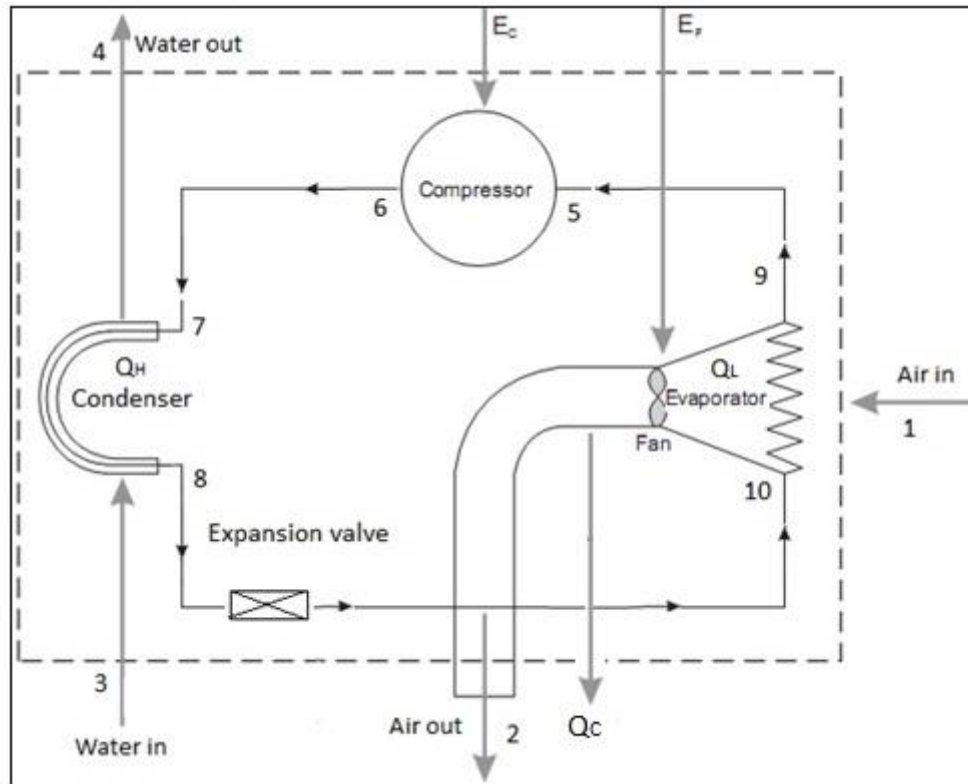 4
Water out
Ec
EF
Compressor
6
5
9
7
QH
Condenser
QL
Evaporator
Fan
Air in
1
8
10
Expansion valve
3
Water in
Air out
2
Qc